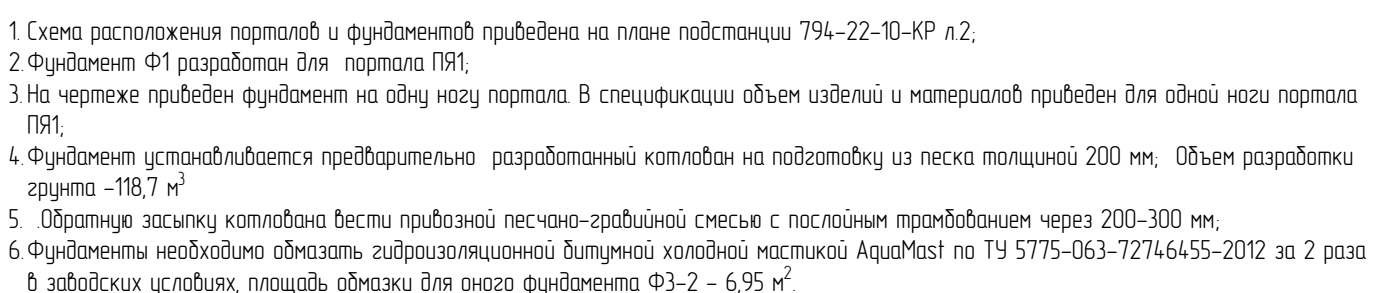 1. Схема расположения порталов и фундаментов приведена на плане подстанции 794-22-10-КР л.2;
2. Фундамент Ф1 разработан для портала ПЯ1;
3. На чертеже приведен фундамент на одну ногу портала. В спецификации объем изделий и материалов приведен для одной ноги портала
ПЯ1;
4. Фундамент устанавливается предварительно разработанный котлован на подготовку из песка толщиной 200 мм; Объем разработки
грунта -118,7 м³
5. .Обратную засыпку котлована вести привозной песчано-гравийной смесью с послойным трамбованием через 200-300 мм;
6. Фундаменты необходимо обмазать гидроизоляционной битумной холодной мастикой AquaMast по ТУ 5775-063-72746455-2012 за 2 раза
в заводских условиях, площадь обмазки для оного фундамента Ф3-2 - 6,95 м².